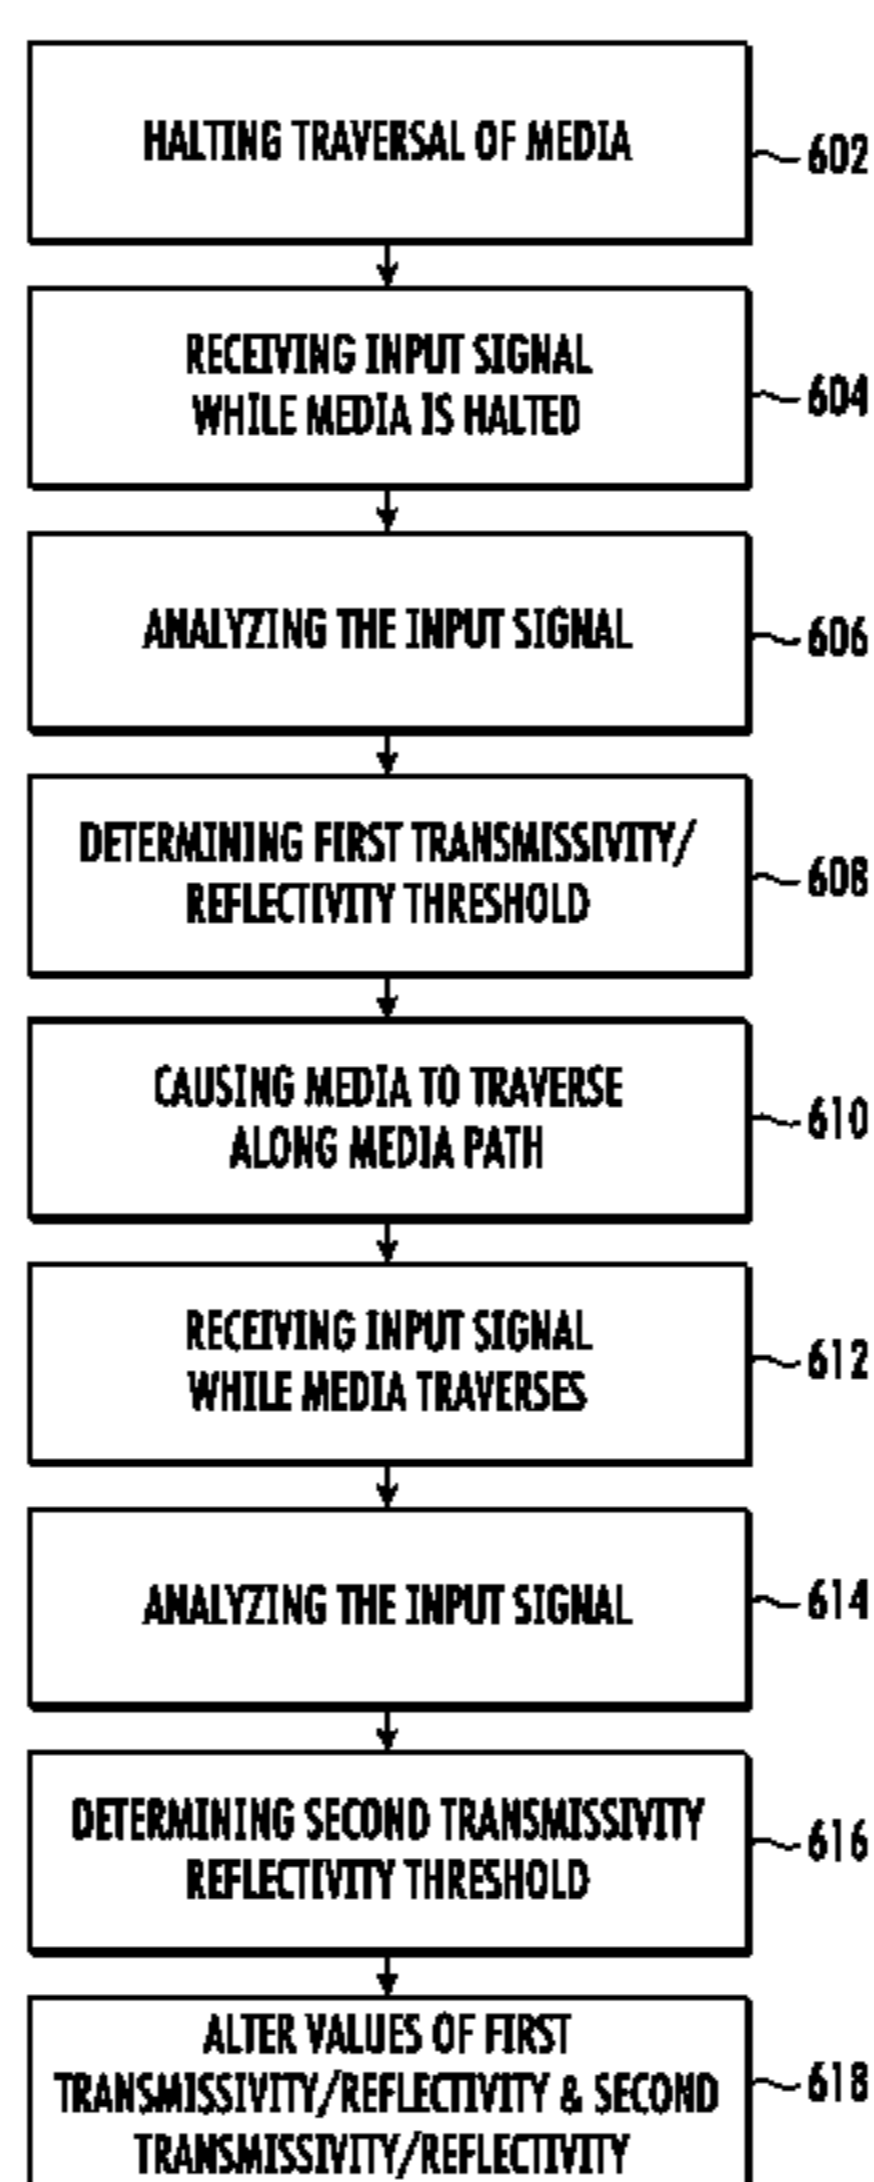 HALTING TRAVERSAL OF MEDIA
602
RECEIVING INPUT SIGNAL
WHILE MEDIA IS HALTED
604
ANALYZING THE INPUT SIGNAL
606
DETERMINING FIRST TRANSMISSIVITY/
REFLECTIVITY THRESHOLD
608
CAUSING MEDIA TO TRAVERSE
ALONG MEDIA PATH
610
RECEIVING INPUT SIGNAL
WHILE MEDIA TRAVERSES
612
ANALYZING THE INPUT SIGNAL
614
DETERMINING SECOND TRANSMISSIVITY
REFLECTIVITY THRESHOLD
616
ALTER VALUES OF FIRST
TRANSMISSIVITY/REFLECTIVITY & SECOND
TRANSMISSIVITY/REFLECTIVITY
618